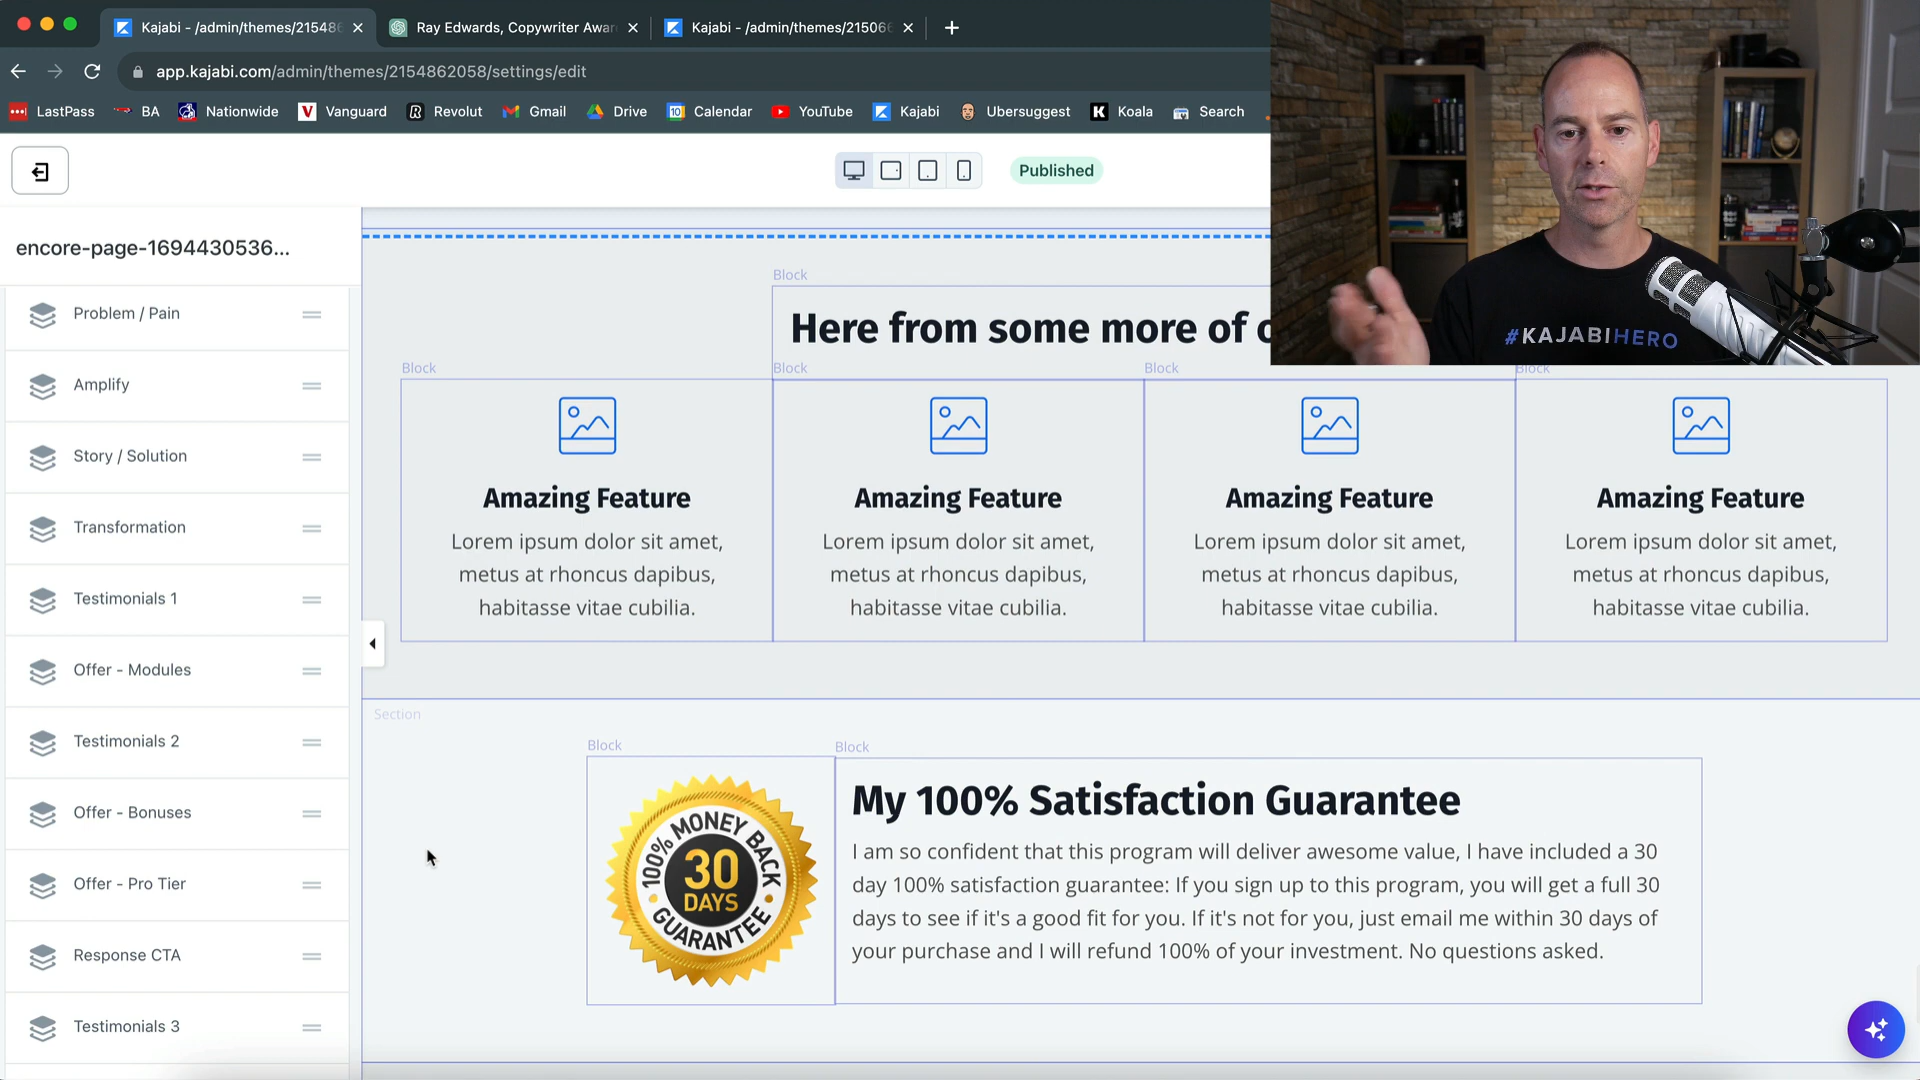 Kajabi - /admin/themes/21548
Ray Edwards, Copywriter Awar
Kajabi - /admin/themes/21506
app.kajabi.com/admin/themes/2154862058/settings/edit
LastPass
BA
Nationwide
Vanguard
Revolut
Gmail
Drive
Calendar
YouTube
Kajabi
Ubersuggest
Koala
Search
Published
encore-page-1694430536...
Problem / Pain
Amplify
Story / Solution
Transformation
Testimonials 1
Offer - Modules
Testimonials 2
Offer - Bonuses
Offer - Pro Tier
Response CTA
Testimonials 3
Block
Here from some more of
Block
Block
Block
Block
Amazing Feature
Lorem ipsum dolor sit amet,
metus at rhoncus dapibus,
habitasse vitae cubilia.
Amazing Feature
Lorem ipsum dolor sit amet,
metus at rhoncus dapibus,
habitasse vitae cubilia.
Amazing Feature
Lorem ipsum dolor sit amet,
metus at rhoncus dapibus,
habitasse vitae cubilia.
Amazing Feature
Lorem ipsum dolor sit amet,
metus at rhoncus dapibus,
habitasse vitae cubilia.
Section
Block
Block
100% MONEY BACK
30
DAYS
GUARANTEE
My 100% Satisfaction Guarantee
I am so confident that this program will deliver awesome value, I have included a 30
day 100% satisfaction guarantee: If you sign up to this program, you will get a full 30
days to see if it's a good fit for you. If it's not for you, just email me within 30 days of
your purchase and I will refund 100% of your investment. No questions asked.
#KAJABIHERO